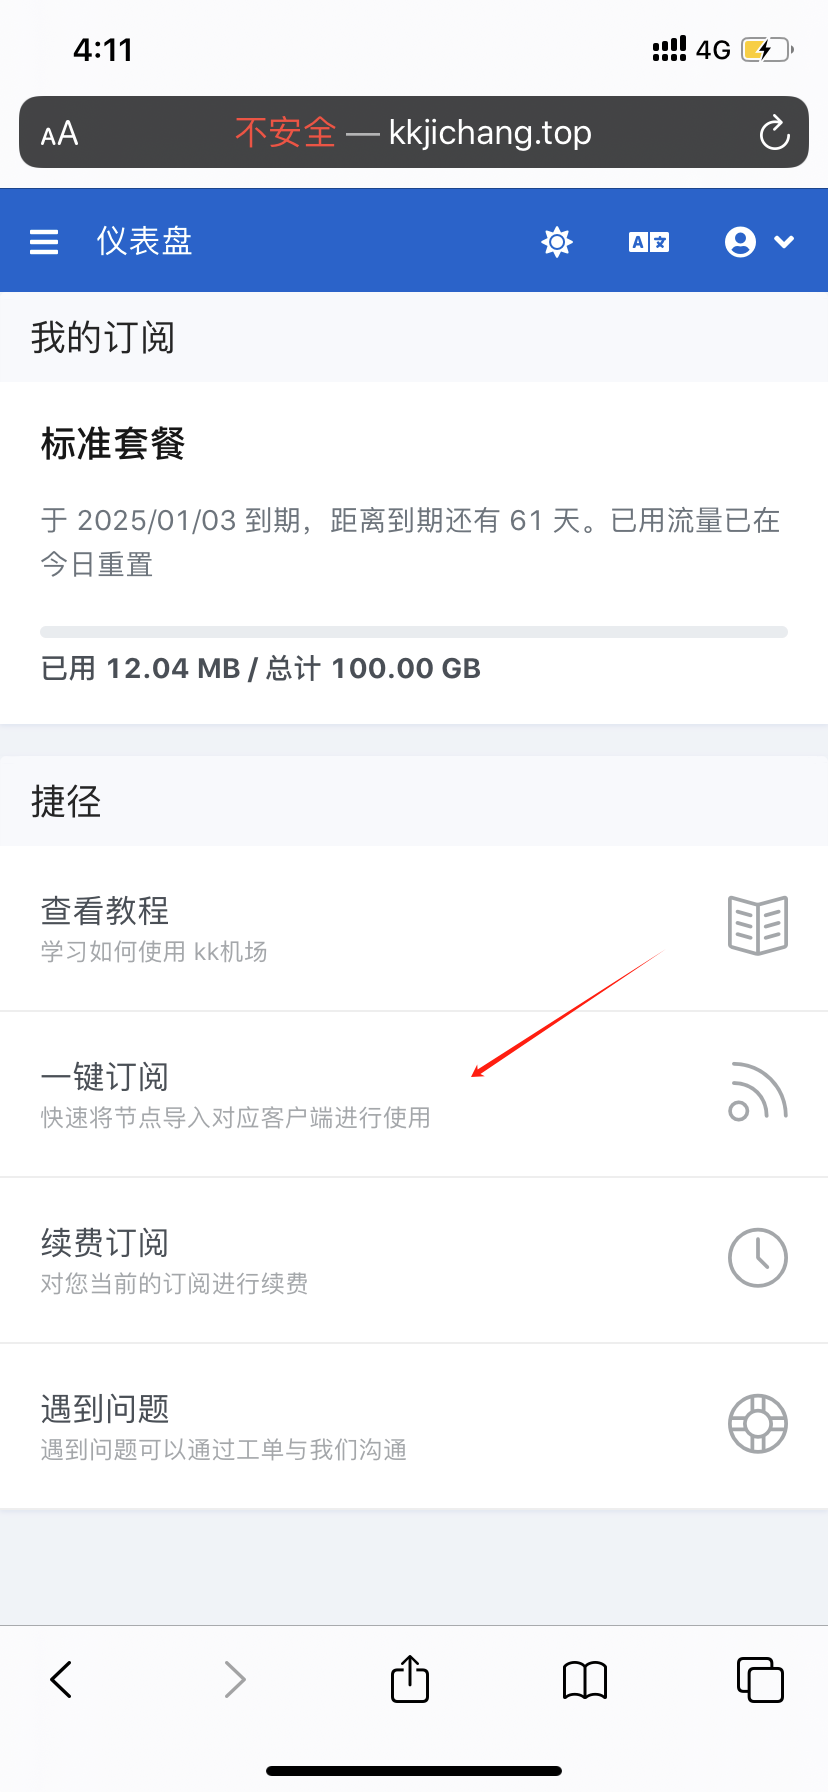 4:11
4G
AA
不安全 — kkjichang.top
仪表盘
A文
我的订阅
标准套餐
于 2025/01/03 到期，距离到期还有 61 天。已用流量已在
今日重置
已用 12.04 MB / 总计 100.00 GB
捷径
查看教程
学习如何使用 kk机场
一键订阅
快速将节点导入对应客户端进行使用
续费订阅
对您当前的订阅进行续费
遇到问题
遇到问题可以通过工单与我们沟通